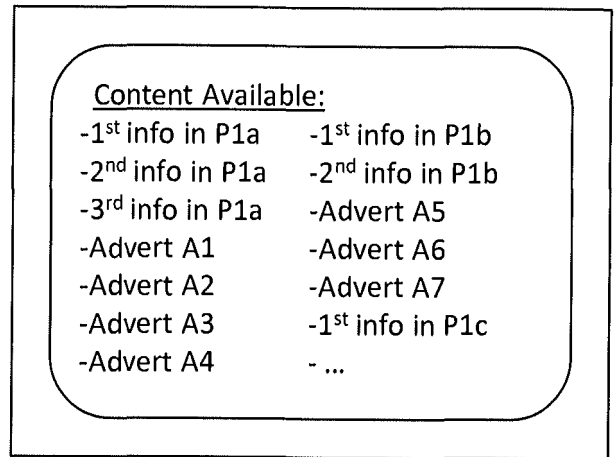 Content Available:
-1st info in P1a
-2nd info in P1a
-3rd info in P1a
-Advert A1
-Advert A2
-Advert A3
-Advert A4
-1st info in P1b
-2nd info in P1b
-Advert A5
-Advert A6
-Advert A7
-1st info in P1c
- ...